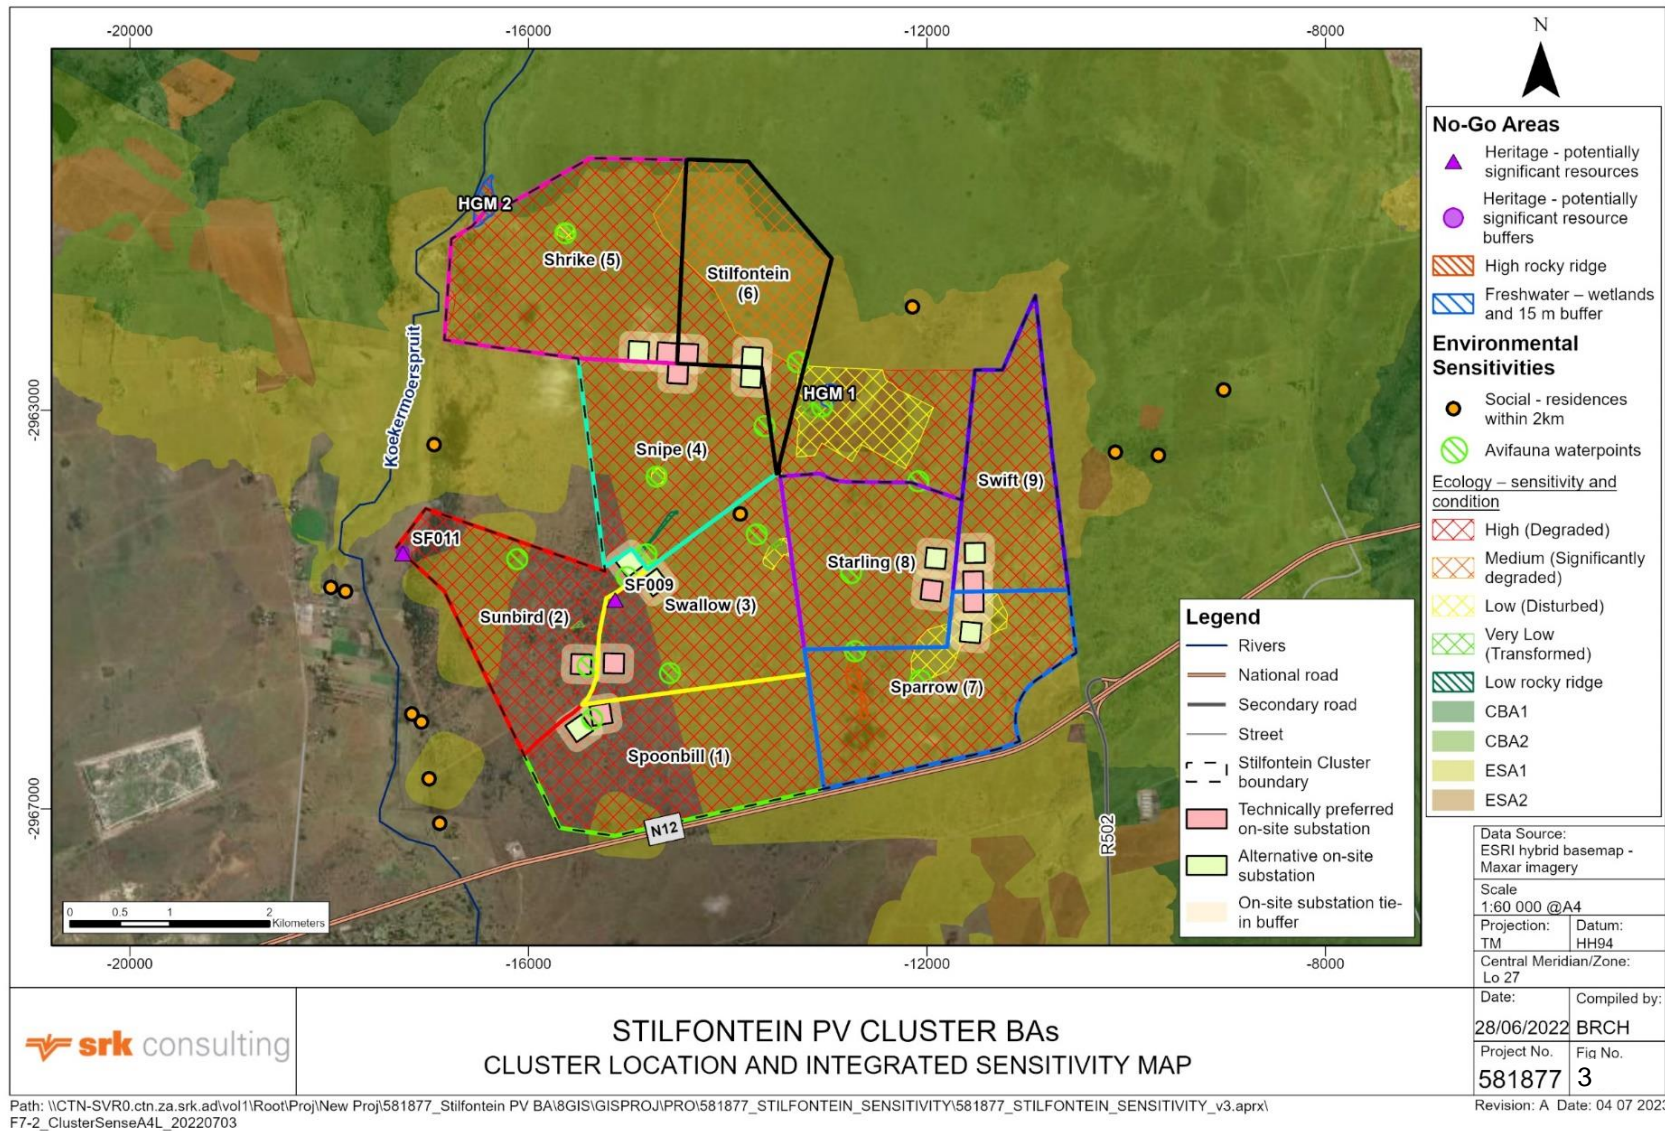 -20000
-16000
-12000
-8000
N
-2963000
-2967000
HGM 2
Shrike (5)
Stilfontein
(6)
Koekermoerspruit
HGM 1
Snipe (4)
Swift (9)
SF011
Starling (8)
SF009
Swallow (3)
Sunbird (2)
Sparrow (7)
Spoonbill (1)
N12
R502
0 0.5 1 2
Kilometers
-20000
-16000
-12000
-8000
Legend
Rivers
National road
Secondary road
Street
Stilfontein Cluster
boundary
Technically preferred
on-site substation
Alternative on-site
substation
On-site substation tie-
in buffer
No-Go Areas
Heritage - potentially
significant resources
Heritage - potentially
significant resource
buffers
High rocky ridge
Freshwater – wetlands
and 15 m buffer
Environmental
Sensitivities
Social - residences
within 2km
Avifauna waterpoints
Ecology – sensitivity and
condition
High (Degraded)
Medium (Significantly
degraded)
Low (Disturbed)
Very Low
(Transformed)
Low rocky ridge
CBA1
CBA2
ESA1
ESA2
Data Source:
ESRI hybrid basemap -
Maxar imagery
Scale
1:60 000 @A4
Projection:
TM
Datum:
HH94
Central Meridian/Zone:
Lo 27
Date:
28/06/2022
Compiled by:
BRCH
Project No.
581877
Fig No.
3
srk consulting
STILFONTEIN PV CLUSTER BAs
CLUSTER LOCATION AND INTEGRATED SENSITIVITY MAP
Path: \\CTN-SVR0.ctn.za.srk.ad\vol1\Root\Proj\New Proj\581877_Stilfontein PV BA\8GIS\GISPROJ\PRO\581877_STILFONTEIN_SENSITIVITY\581877_STILFONTEIN_SENSITIVITY_v3.aprx\
F7-2_ClusterSenseA4L_20220703
Revision: A Date: 04 07 2023